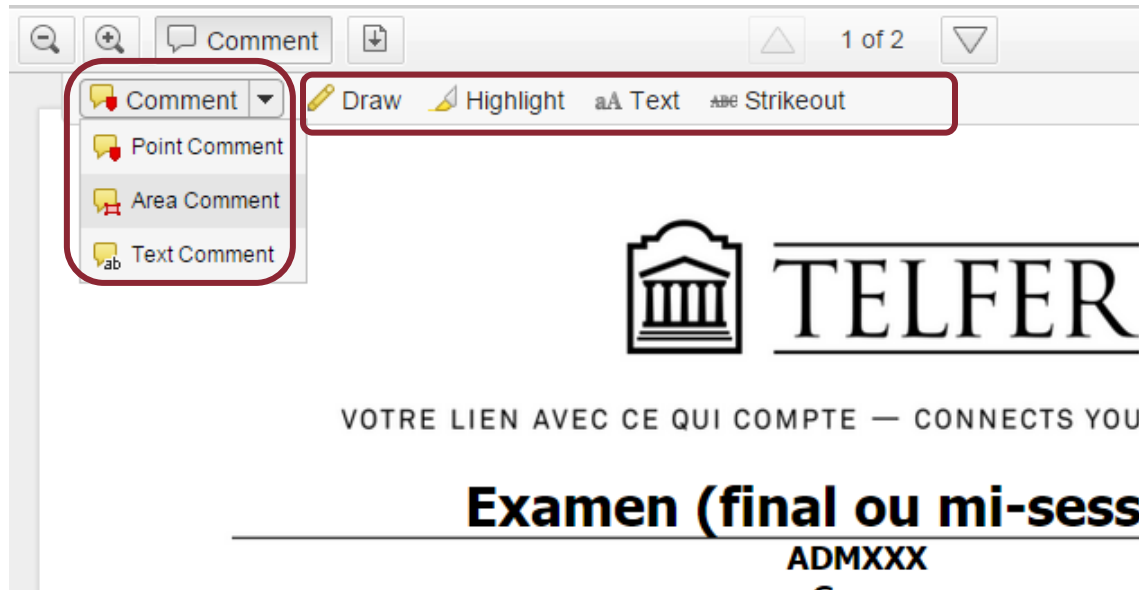 Comment 1 of 2
Comment Draw Highlight aA Text ABC Strikeout
Point Comment
Area Comment
ab Text Comment
TELFER
VOTRE LIEN AVEC CE QUI COMPTE — CONNECTS YOU
Examen (final ou mi-sess
ADMXXX